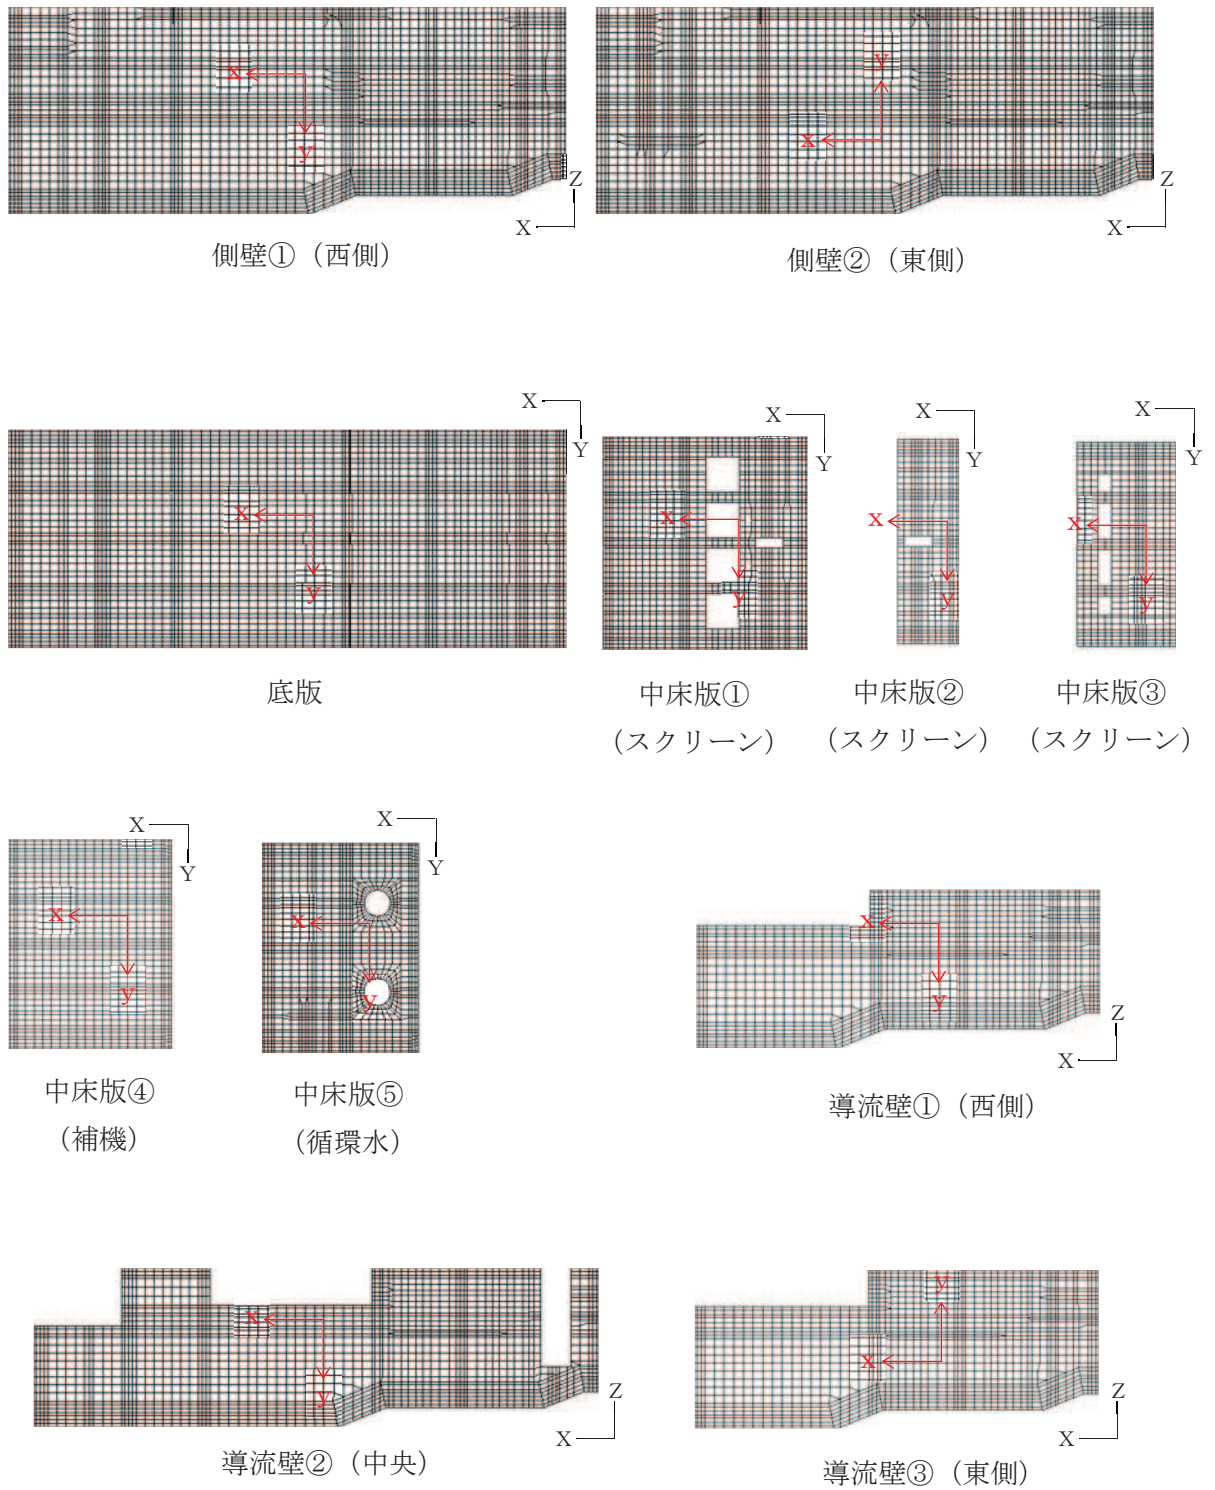 x
y
Z
X
側壁①（西側）
y
x
Z
X
側壁②（東側）
X
Y
x
y
底版
X
Y
x
y
中床版①
（スクリーン）
X
Y
x
y
中床版②
（スクリーン）
X
Y
x
y
中床版③
（スクリーン）
X
Y
x
y
中床版④
（補機）
X
Y
x
y
中床版⑤
（循環水）
x
y
Z
X
導流壁①（西側）
x
y
Z
X
導流壁②（中央）
y
x
Z
X
導流壁③（東側）